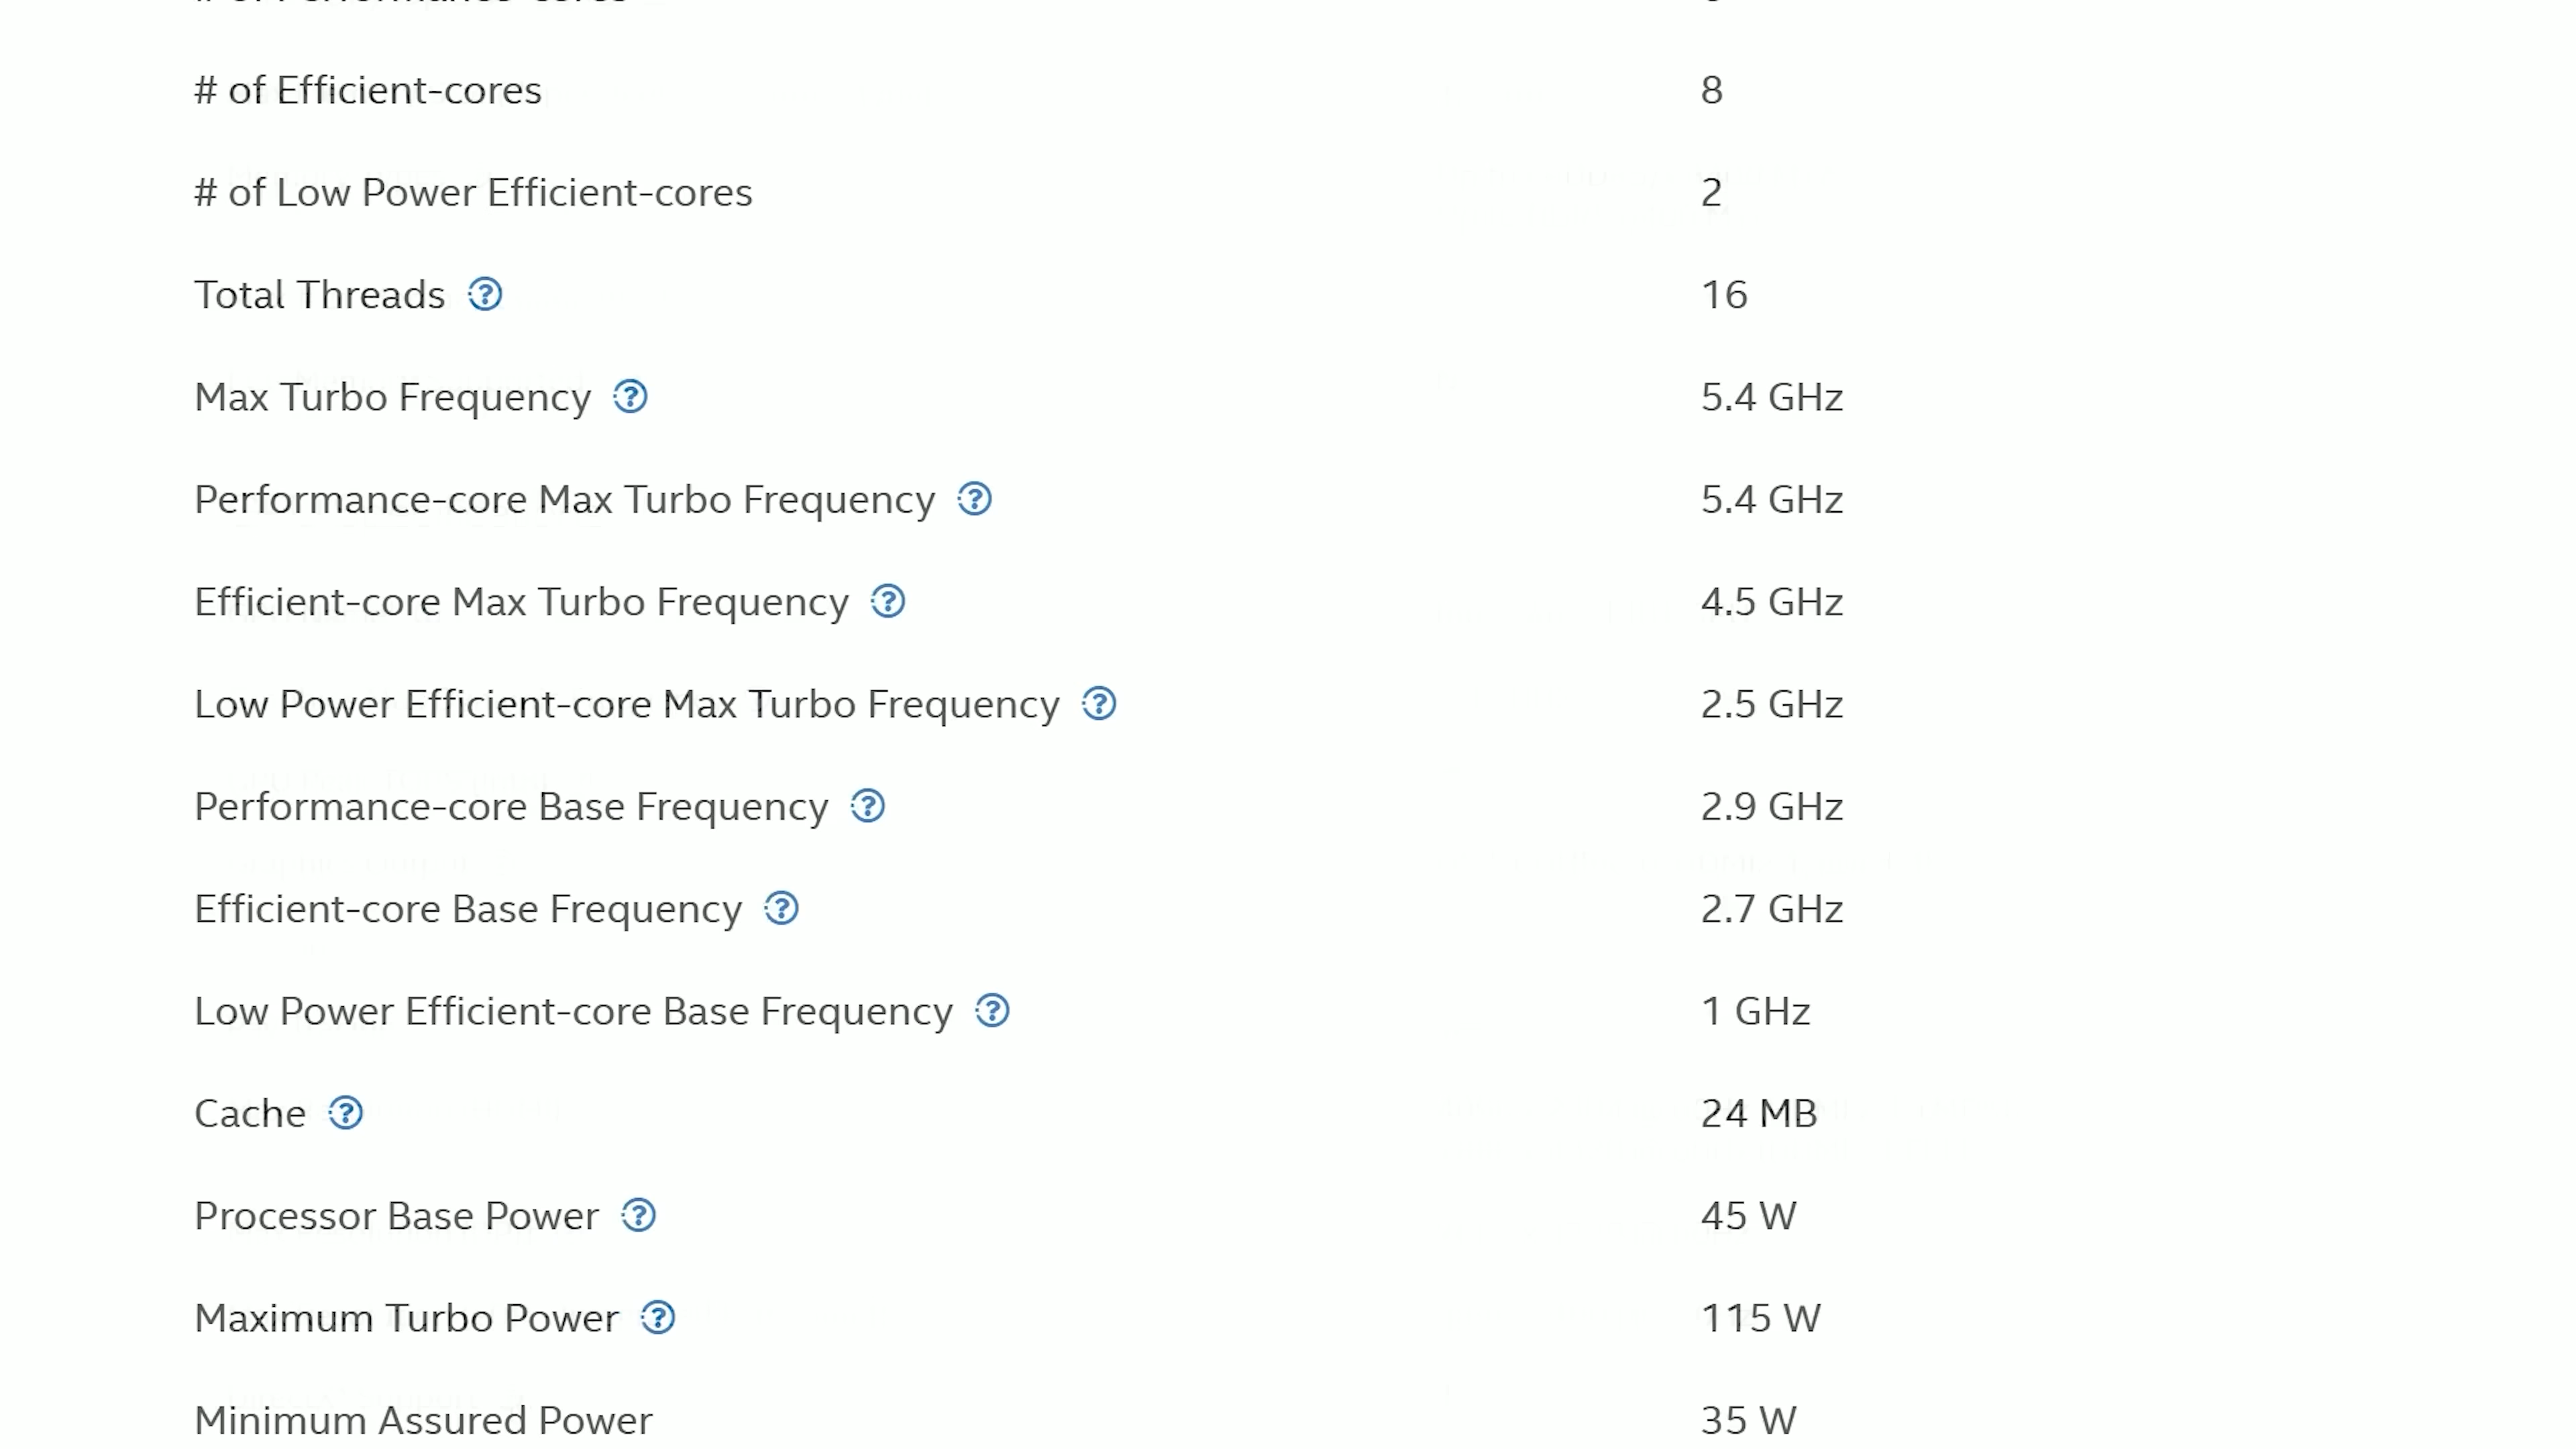 # of Performance-cores
# of Efficient-cores 8
# of Low Power Efficient-cores 2
Total Threads 16
Max Turbo Frequency 5.4 GHz
Performance-core Max Turbo Frequency 5.4 GHz
Efficient-core Max Turbo Frequency 4.5 GHz
Low Power Efficient-core Max Turbo Frequency 2.5 GHz
Performance-core Base Frequency 2.9 GHz
Efficient-core Base Frequency 2.7 GHz
Low Power Efficient-core Base Frequency 1 GHz
Cache 24 MB
Processor Base Power 45 W
Maximum Turbo Power 115 W
Minimum Assured Power 35 W